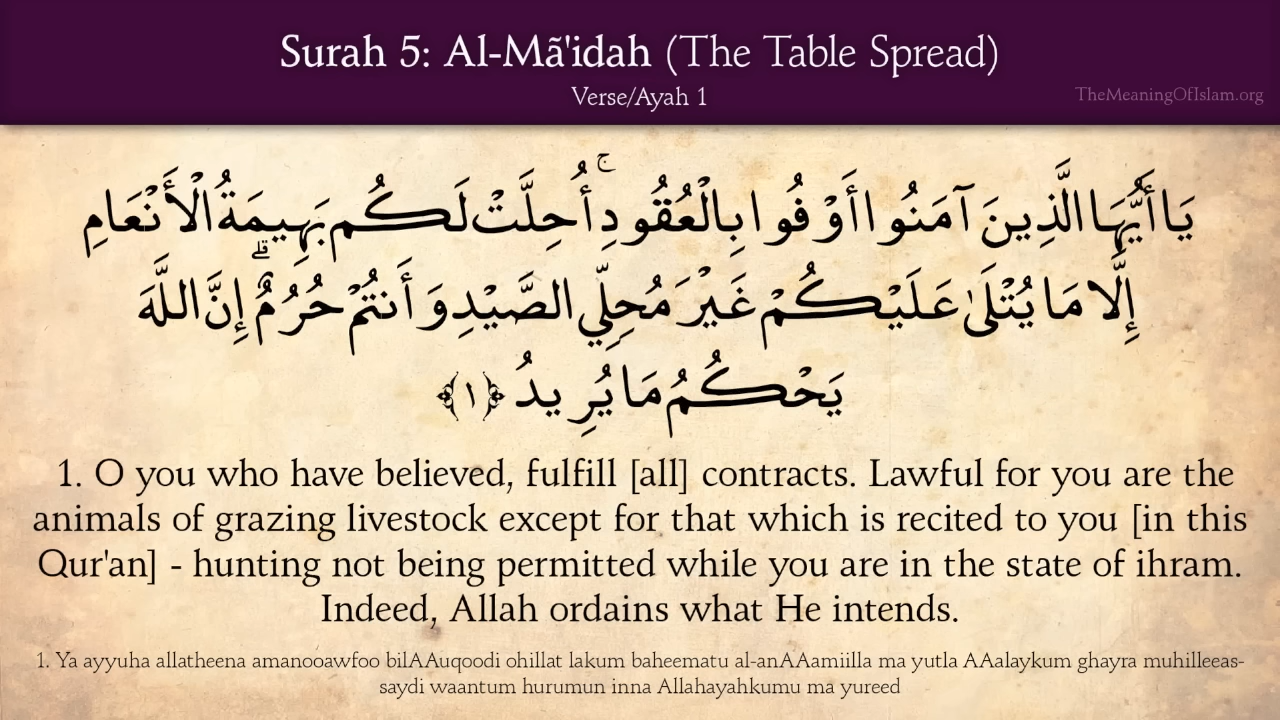 Surah 5: Al-Mã'idah (The Table Spread)
Verse/Ayah 1
TheMeaningOfIslam.org
يَا أَيُّهَا الَّذِينَ آمَنُوا أَوْفُوا بِالْعُقُودِ ۚ أُحِلَّتْ لَكُم بَهِيمَةُ الْأَنْعَامِ
إِلَّا مَا يُتْلَىٰ عَلَيْكُمْ غَيْرَ مُحِلِّي الصَّيْدِ وَأَنتُمْ حُرُمٌ ۗ إِنَّ اللَّهَ
يَحْكُمُ مَا يُرِيدُ ﴿١﴾
1. O you who have believed, fulfill [all] contracts. Lawful for you are the
animals of grazing livestock except for that which is recited to you [in this
Qur'an] - hunting not being permitted while you are in the state of ihram.
Indeed, Allah ordains what He intends.
1. Ya ayyuha allatheena amanooawfoo bilAAuqoodi ohillat lakum baheematu al-anAAamiilla ma yutla AAalaykum ghayra muhilleeas-
saydi waantum hurumun inna Allahayahkumu ma yureed